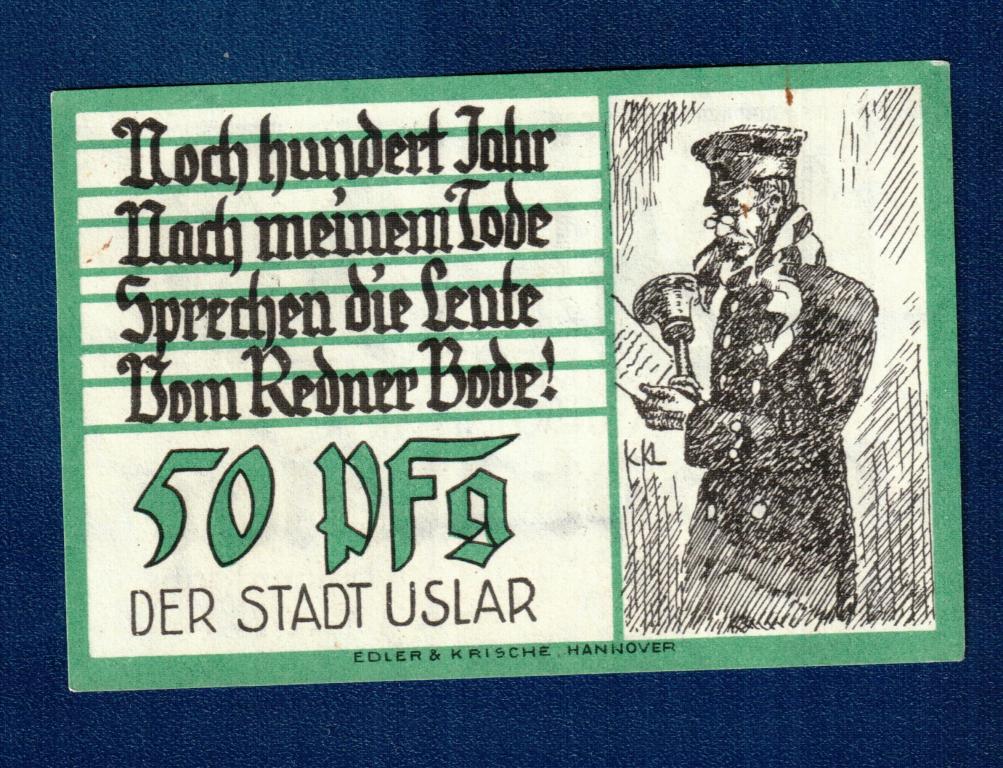 Noch hundert Jahr
Nach meinem Tode
Sprechen die Leute
Vom Redner Bode!
50 Pfg
DER STADT USLAR
KKL
EDLER & KRISCHE, HANNOVER